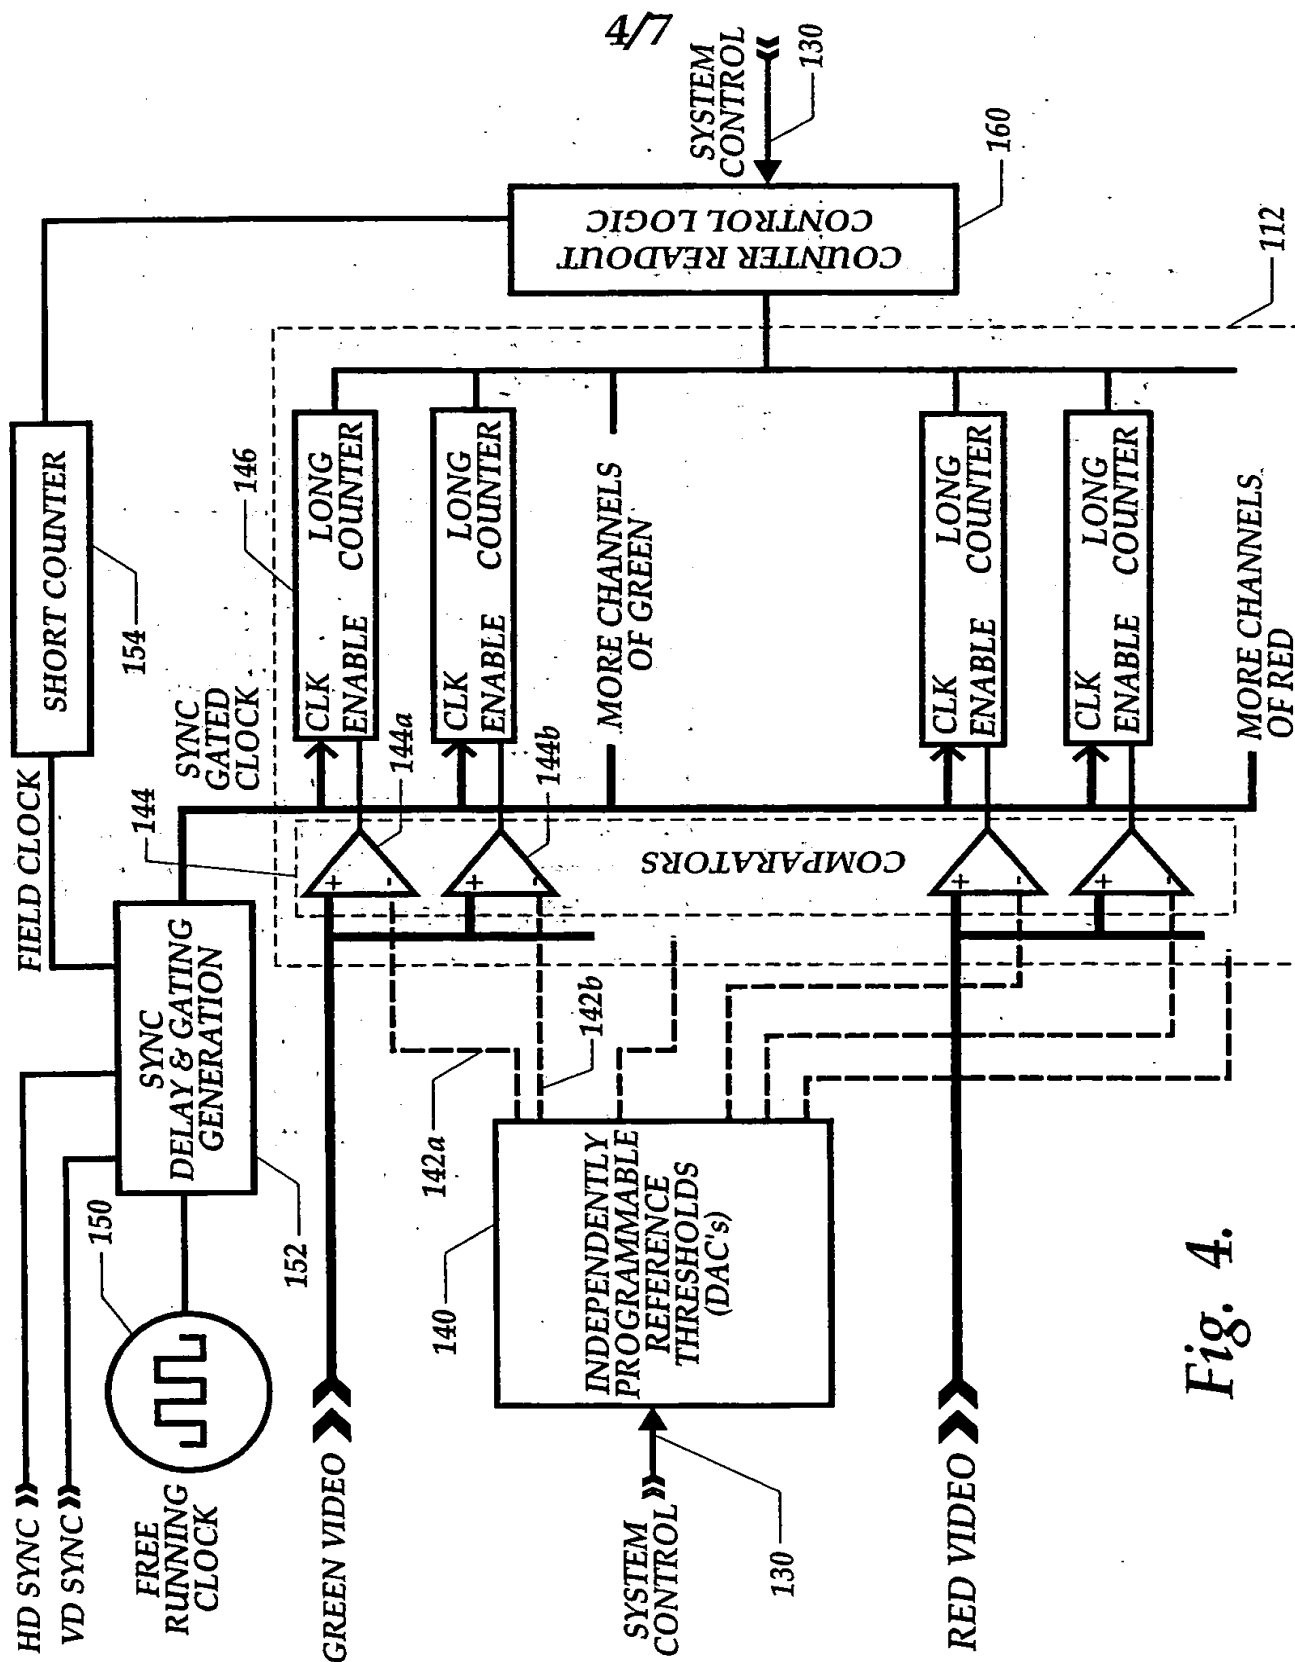 4/7
HD SYNC
VD SYNC
FREE
RUNNING
CLOCK
150
SYNC
DELAY & GATING
GENERATION
152
FIELD CLOCK
SHORT COUNTER
154
SYNC
GATED
CLOCK
144
146
GREEN VIDEO
144a
144b
CLK
ENABLE
LONG
COUNTER
CLK
ENABLE
LONG
COUNTER
MORE CHANNELS
OF GREEN
COMPARATORS
+
-
+
-
+
-
+
-
142a
142b
140
INDEPENDENTLY
PROGRAMMABLE
REFERENCE
THRESHOLDS
(DAC's)
SYSTEM
CONTROL
130
RED VIDEO
CLK
ENABLE
LONG
COUNTER
CLK
ENABLE
LONG
COUNTER
MORE CHANNELS
OF RED
COUNTER READOUT
CONTROL LOGIC
160
SYSTEM
CONTROL
130
112
Fig. 4.